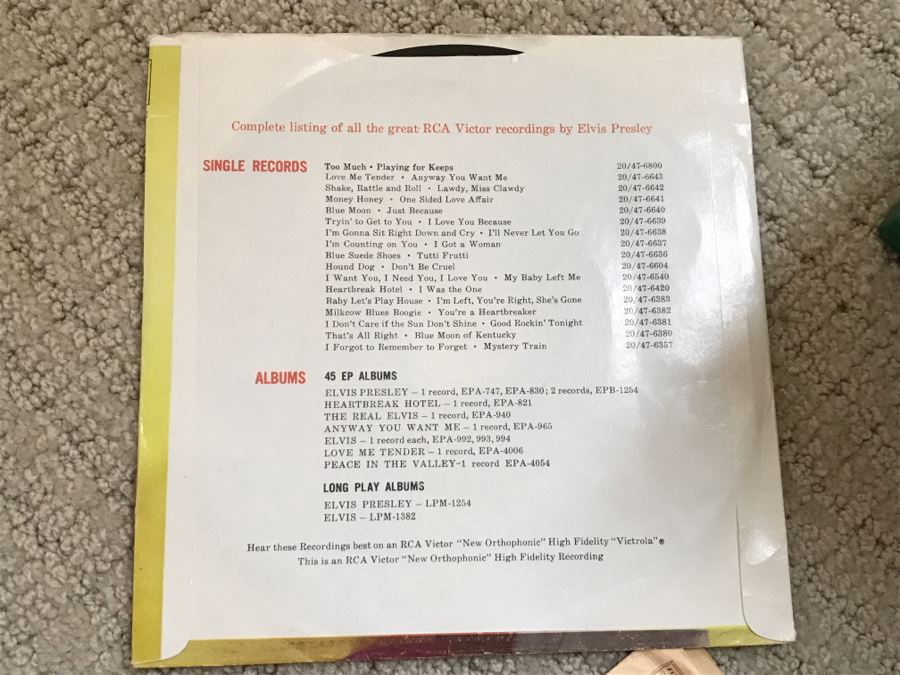 Complete listing of all the great RCA Victor recordings by Elvis Presley
SINGLE RECORDS
Too Much • Playing for Keeps 20/47-6800
Love Me Tender • Anyway You Want Me 20/47-6643
Shake, Rattle and Roll • Lawdy, Miss Clawdy 20/47-6642
Money Honey • One Sided Love Affair 20/47-6641
Blue Moon • Just Because 20/47-6640
Tryin' to Get to You • I Love You Because 20/47-6639
I'm Gonna Sit Right Down and Cry • I'll Never Let You Go 20/47-6638
I'm Counting on You • I Got a Woman 20/47-6637
Blue Suede Shoes • Tutti Frutti 20/47-6636
Hound Dog • Don't Be Cruel 20/47-6604
I Want You, I Need You, I Love You • My Baby Left Me 20/47-6540
Heartbreak Hotel • I Was the One 20/47-6420
Baby Let's Play House • I'm Left, You're Right, She's Gone 20/47-6383
Milkcow Blues Boogie • You're a Heartbreaker 20/47-6382
I Don't Care if the Sun Don't Shine • Good Rockin' Tonight 20/47-6381
That's All Right • Blue Moon of Kentucky 20/47-6380
I Forgot to Remember to Forget • Mystery Train 20/47-6357
ALBUMS
45 EP ALBUMS
ELVIS PRESLEY – 1 record, EPA-747, EPA-830; 2 records, EPB-1254
HEARTBREAK HOTEL – 1 record, EPA-821
THE REAL ELVIS – 1 record, EPA-940
ANYWAY YOU WANT ME – 1 record, EPA-965
ELVIS – 1 record each, EPA-992, 993, 994
LOVE ME TENDER – 1 record, EPA-4006
PEACE IN THE VALLEY–1 record EPA-4054
LONG PLAY ALBUMS
ELVIS PRESLEY – LPM-1254
ELVIS – LPM-1382
Hear these Recordings best on an RCA Victor "New Orthophonic" High Fidelity "Victrola"®
This is an RCA Victor "New Orthophonic" High Fidelity Recording